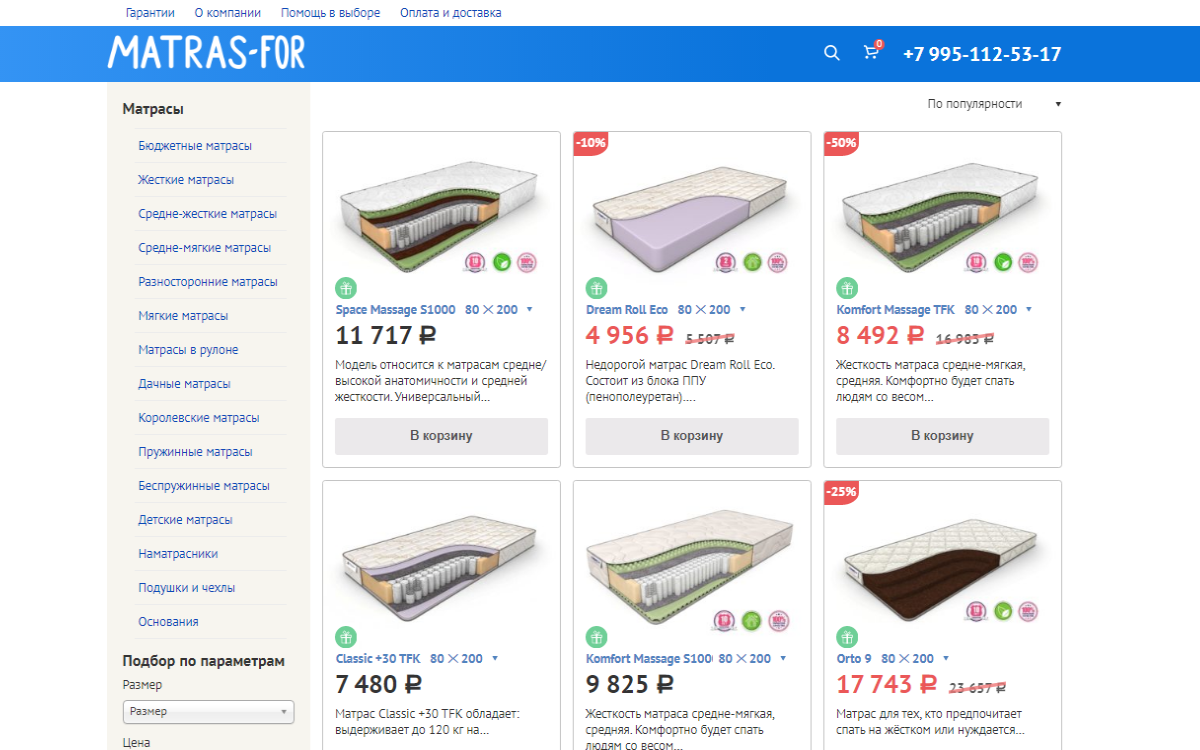 Гарантии О компании Помощь в выборе Оплата и доставка
MATRAS-FOR
0
+7 995-112-53-17
Матрасы
Бюджетные матрасы
Жесткие матрасы
Средне-жесткие матрасы
Средне-мягкие матрасы
Разносторонние матрасы
Мягкие матрасы
Матрасы в рулоне
Дачные матрасы
Королевские матрасы
Пружинные матрасы
Беспружинные матрасы
Детские матрасы
Наматрасники
Подушки и чехлы
Основания
Подбор по параметрам
Размер
Размер
Цена
По популярности
Space Massage S1000 80 × 200
11 717 ₽
Модель относится к матрасам средне/
высокой анатомичности и средней
жесткости. Универсальный...
В корзину
-10%
Dream Roll Eco 80 × 200
4 956 ₽ 5 507 ₽
Недорогой матрас Dream Roll Eco.
Состоит из блока ППУ
(пенополеуретан)....
В корзину
-50%
Komfort Massage TFK 80 × 200
8 492 ₽ 16 983 ₽
Жесткость матраса средне-мягкая,
средняя. Комфортно будет спать
людям со весом...
В корзину
Classic +30 TFK 80 × 200
7 480 ₽
Матрас Classic +30 TFK обладает:
выдерживает до 120 кг на...
Komfort Massage S100 80 × 200
9 825 ₽
Жесткость матраса средне-мягкая,
средняя. Комфортно будет спать
людям со весом...
-25%
Orto 9 80 × 200
17 743 ₽ 23 657 ₽
Матрас для тех, кто предпочитает
спать на жёстком или нуждается...